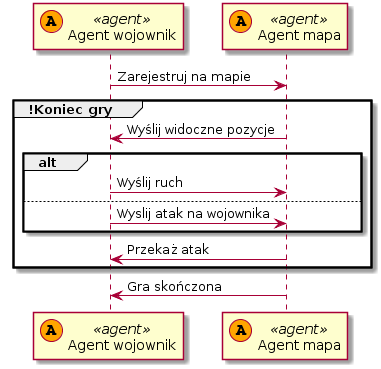 A «agent» A «agent»
Agent wojownik Agent mapa
Zarejestruj na mapie
!Koniec gry
Wyślij widoczne pozycje
alt
Wyślij ruch
Wyslij atak na wojownika
Przekaż atak
Gra skończona
A «agent» A «agent»
Agent wojownik Agent mapa